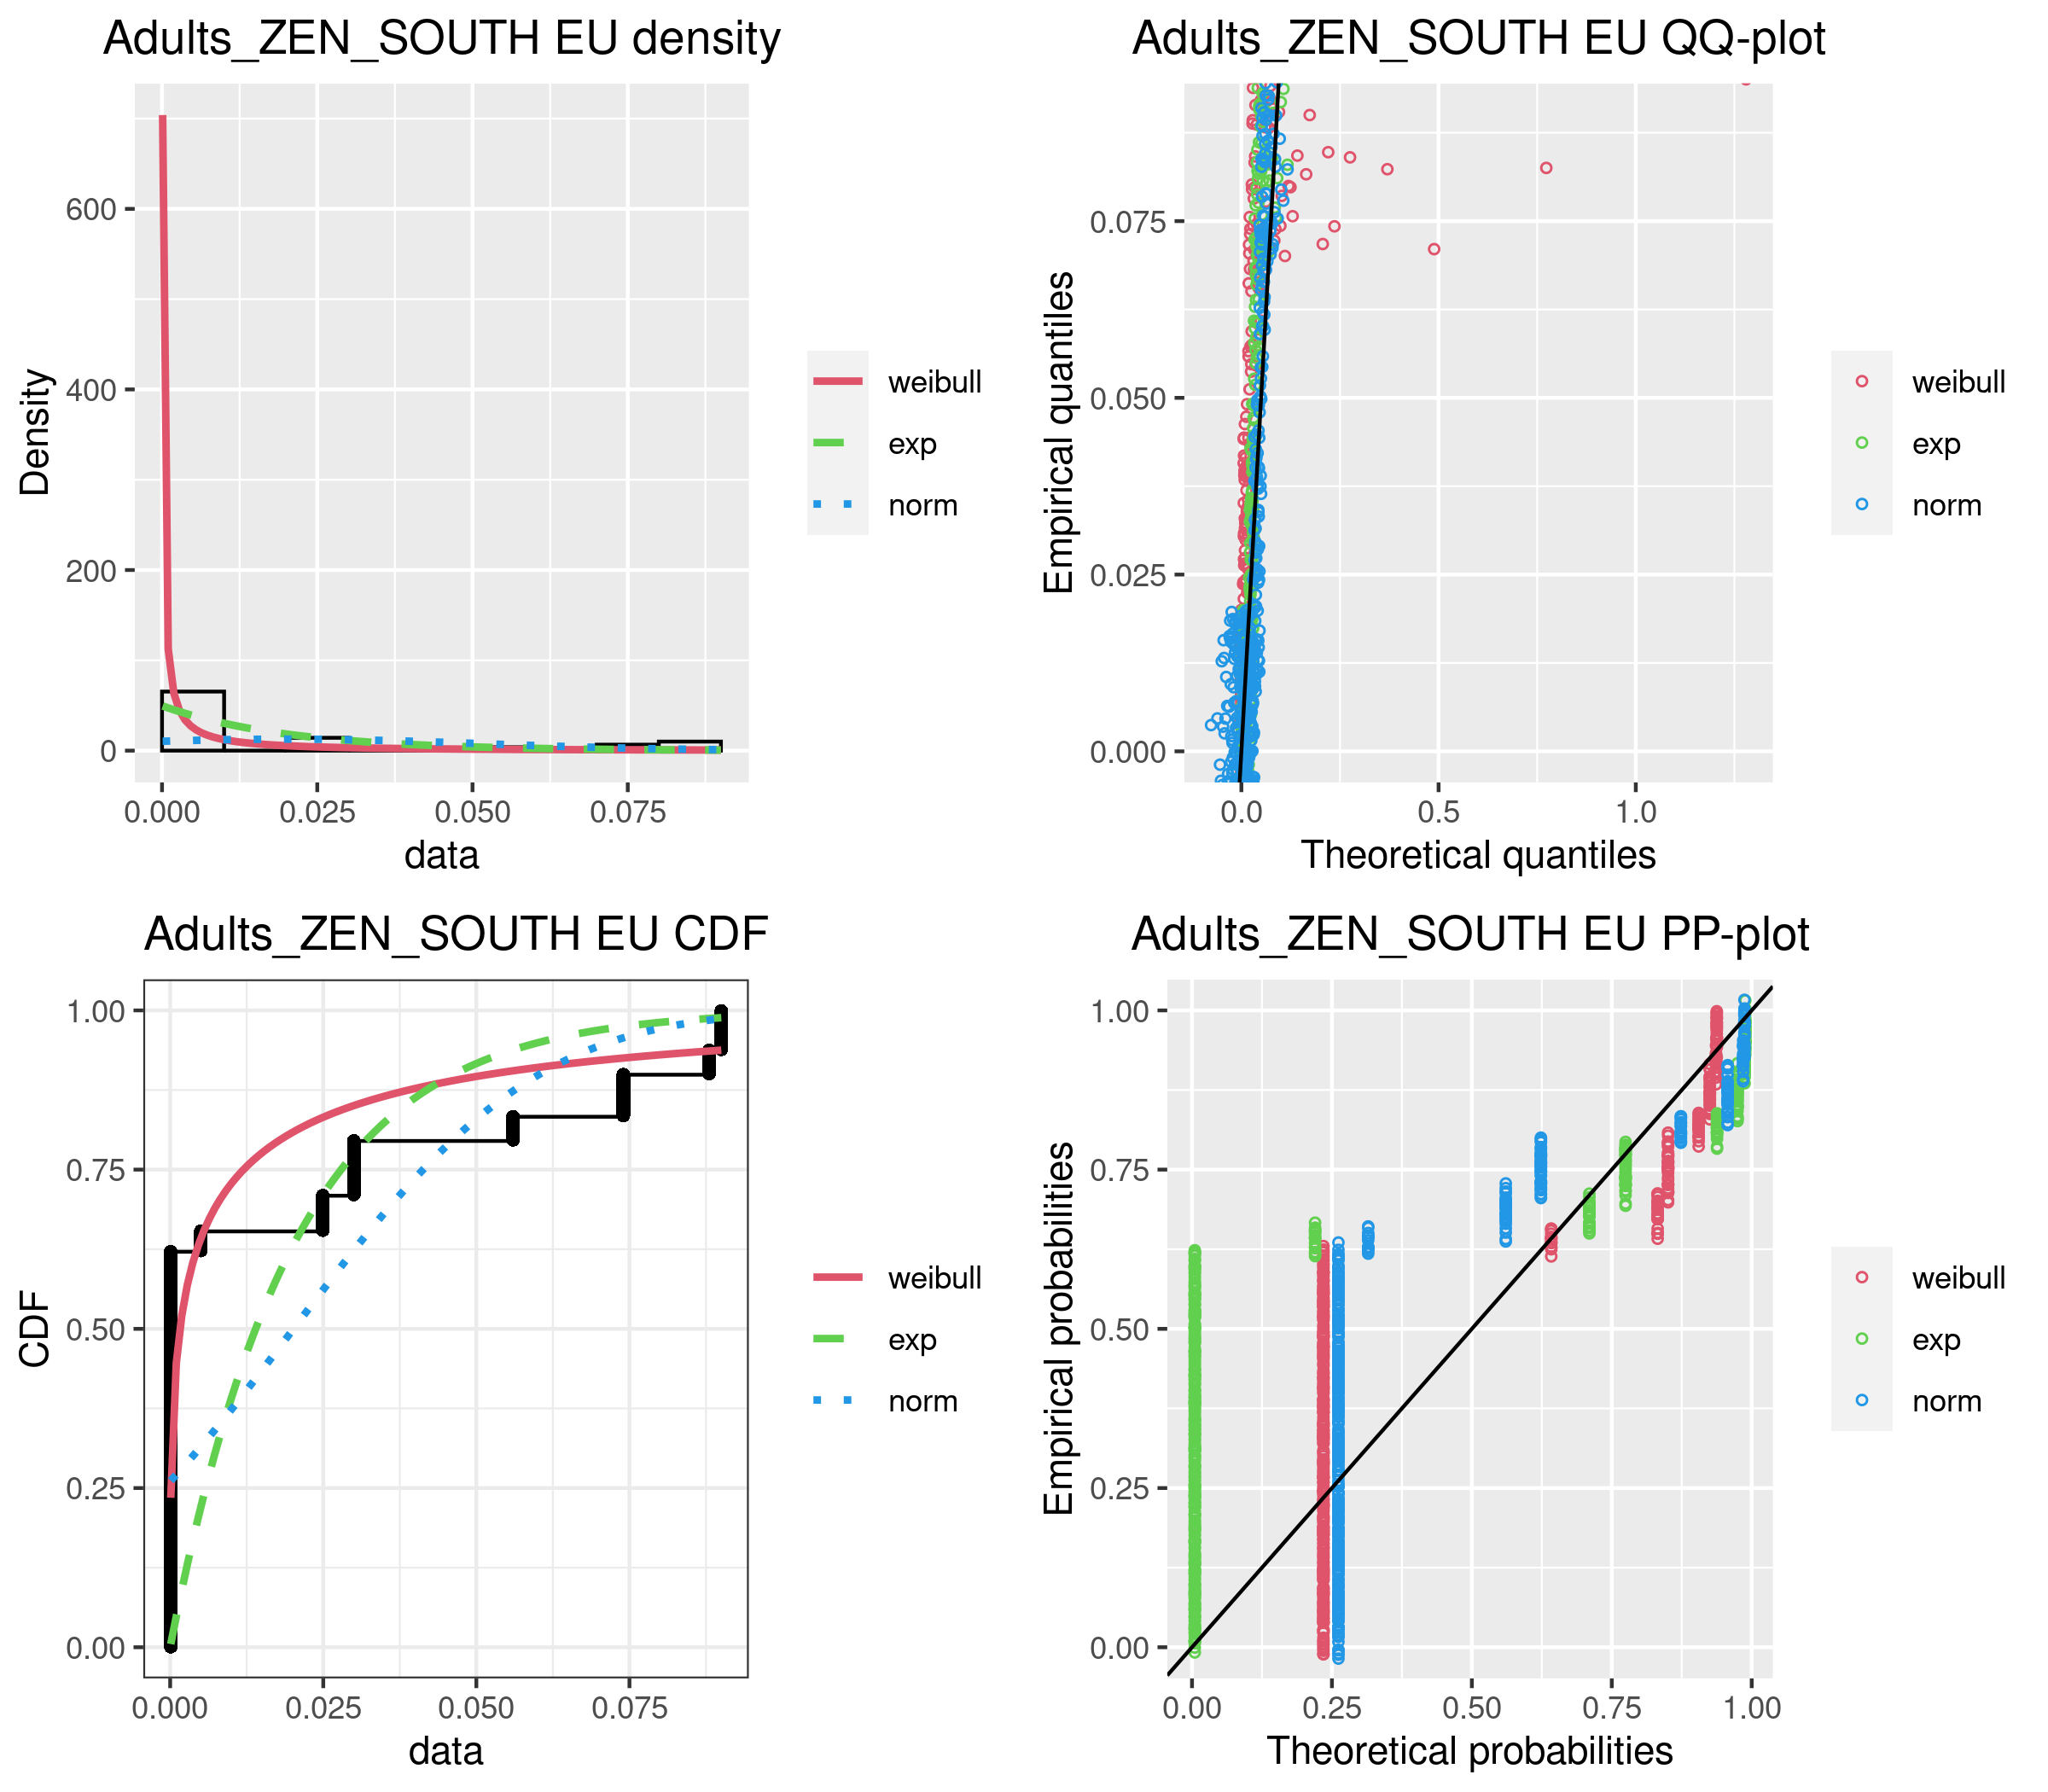 Adults_ZEN_SOUTH EU density
600
400
200
0
Density
0.000 0.025 0.050 0.075
data
weibull
exp
norm
Adults_ZEN_SOUTH EU QQ-plot
0.075
0.050
0.025
0.000
Empirical quantiles
0.0 0.5 1.0
Theoretical quantiles
weibull
exp
norm
Adults_ZEN_SOUTH EU CDF
1.00
0.75
0.50
0.25
0.00
CDF
0.000 0.025 0.050 0.075
data
weibull
exp
norm
Adults_ZEN_SOUTH EU PP-plot
1.00
0.75
0.50
0.25
0.00
Empirical probabilities
0.00 0.25 0.50 0.75 1.00
Theoretical probabilities
weibull
exp
norm